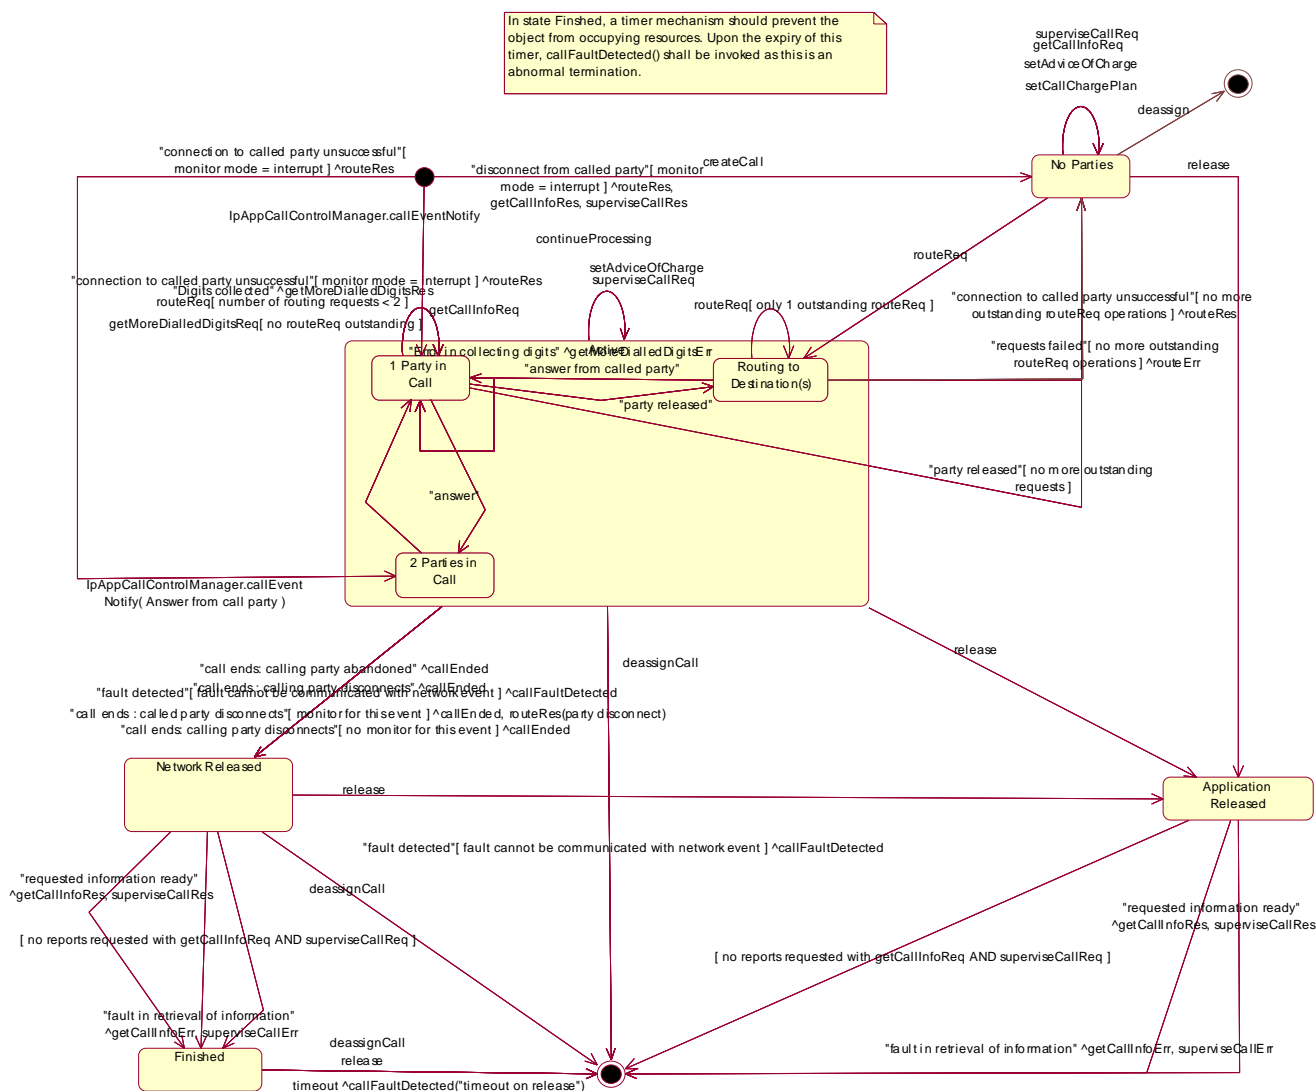 In state Finshed, a timer mechanism should prevent the
object from occupying resources. Upon the expiry of this
timer, callFaultDetected() shall be invoked as this is an
abnormal termination.
superviseCallReq
getCallInfoReq
setAdviceOfCharge
setCallChargePlan
deassign
"connection to called party unsuccessful"[
monitor mode = interrupt ] ^routeRes
"disconnect from called party"[ monitor
mode = interrupt ] ^routeRes,
getCallInfoRes, superviseCallRes
createCall
No Parties
release
IpAppCallControlManager.callEventNotify
continueProcessing
setAdviceOfCharge
superviseCallReq
routeReq
"connection to called party unsuccessful"[ monitor mode = interrupt ] ^routeRes
"Digits collected" ^getMoreDialledDigitsRes
routeReq[ number of routing requests < 2 ]
getCallInfoReq
getMoreDialledDigitsReq[ no routeReq outstanding ]
routeReq[ only 1 outstanding routeReq ]
"connection to called party unsuccessful"[ no more
outstanding routeReq operations ] ^routeRes
"requests failed"[ no more outstanding
routeReq operations ] ^routeErr
"Error in collecting digits" ^getMoreDialledDigitsErr
Active
1 Party in
Call
"answer from called party"
Routing to
Destination(s)
"party released"
"party released"[ no more outstanding
requests ]
"answer"
2 Parties in
Call
IpAppCallControlManager.callEvent
Notify( Answer from call party )
"call ends: calling party abandoned" ^callEnded
"call ends : calling party disconnects" ^callEnded
"fault detected"[ fault cannot be communicated with network event ] ^callFaultDetected
"call ends : called party disconnects"[ monitor for this event ] ^callEnded, routeRes(party disconnect)
"call ends: calling party disconnects"[ no monitor for this event ] ^callEnded
deassignCall
release
Network Released
release
Application
Released
"fault detected"[ fault cannot be communicated with network event ] ^callFaultDetected
"requested information ready"
^getCallInfoRes, superviseCallRes
deassignCall
[ no reports requested with getCallInfoReq AND superviseCallReq ]
"requested information ready"
^getCallInfoRes, superviseCallRes
[ no reports requested with getCallInfoReq AND superviseCallReq ]
"fault in retrieval of information"
^getCallInfoErr, superviseCallErr
"fault in retrieval of information" ^getCallInfoErr, superviseCallErr
Finished
deassignCall
release
timeout ^callFaultDetected("timeout on release")